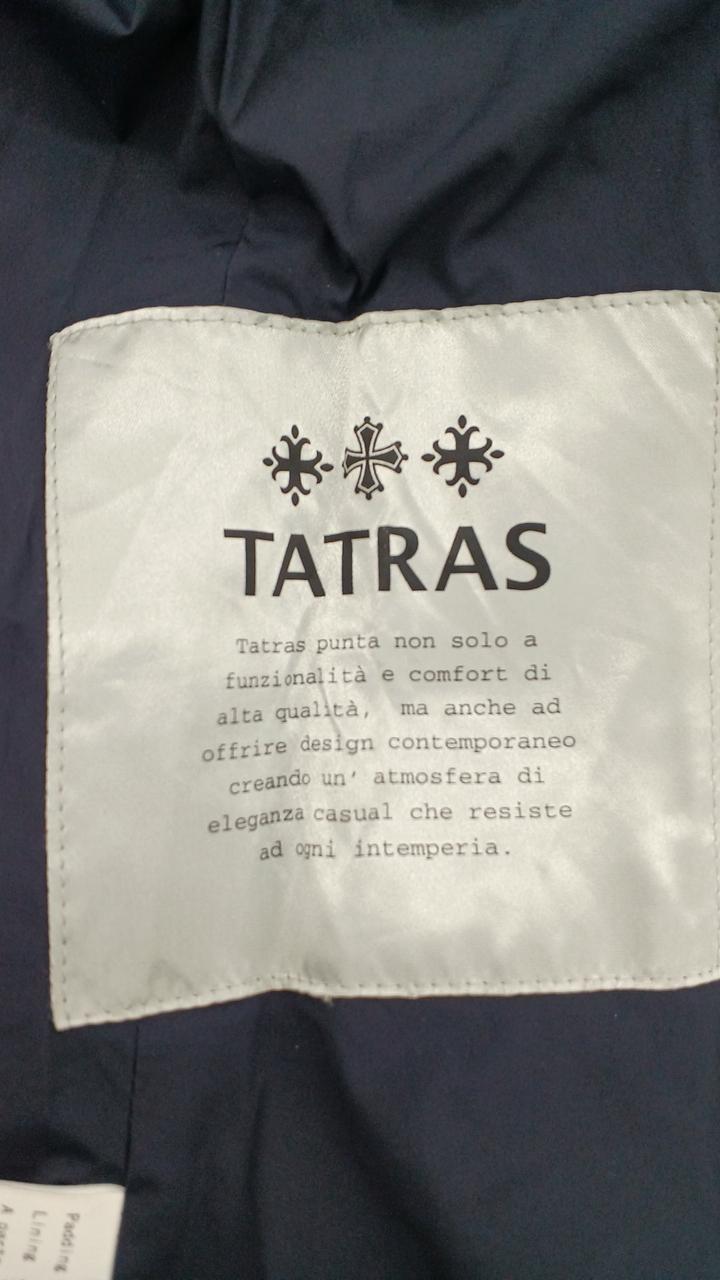 TATRAS
Tatras punta non solo a
funzionalità e comfort di
alta qualità, ma anche ad
offrire design contemporaneo
creando un' atmosfera di
eleganza casual che resiste
ad ogni intemperia.
Padding
Lining
A